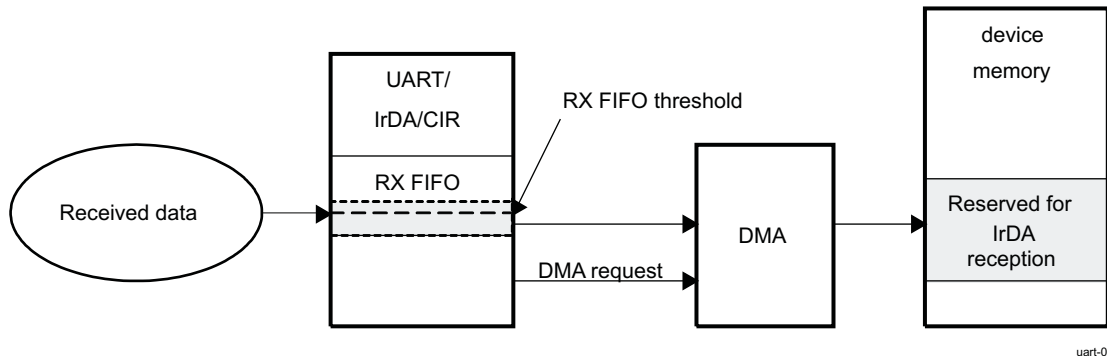 device
memory
UART/
IrDA/CIR
RX FIFO threshold
RX FIFO
Received data
DMA
Reserved for
IrDA
reception
DMA request
uart-0